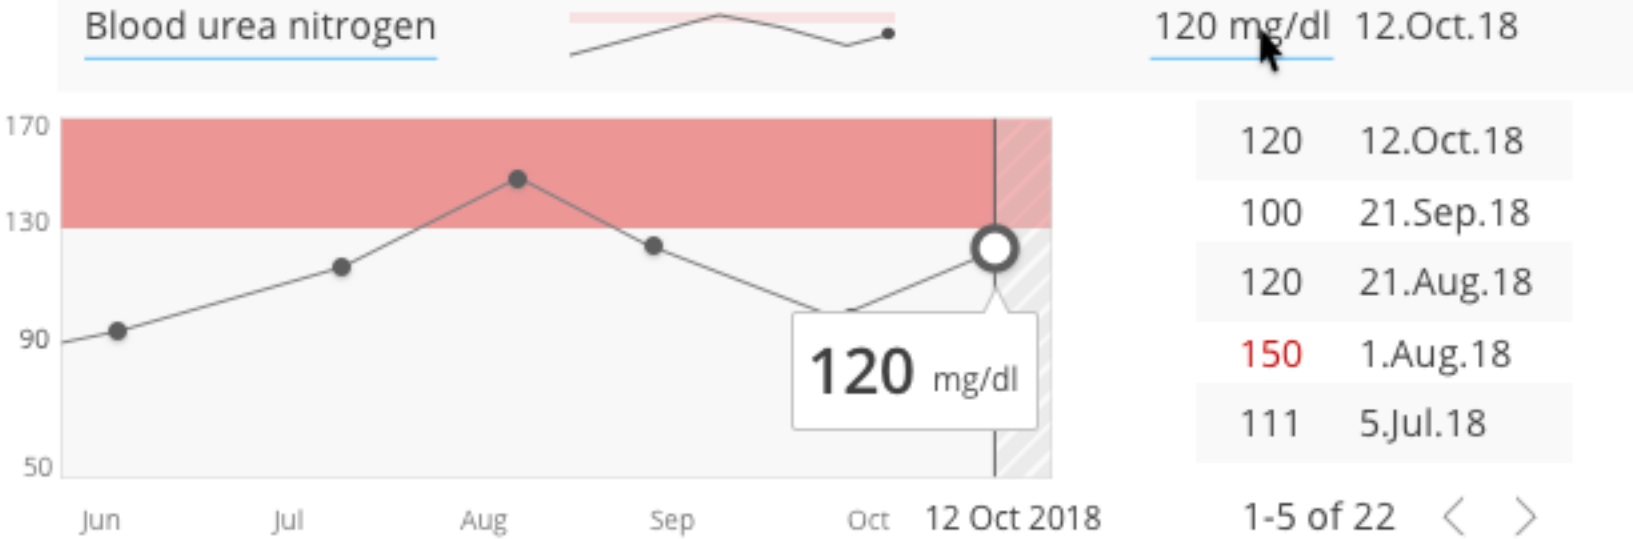 Blood urea nitrogen 120 mg/dl 12.Oct.18
170
130
90
50
120 mg/dl
Jun Jul Aug Sep Oct 12 Oct 2018
120 12.Oct.18
100 21.Sep.18
120 21.Aug.18
150 1.Aug.18
111 5.Jul.18
1-5 of 22